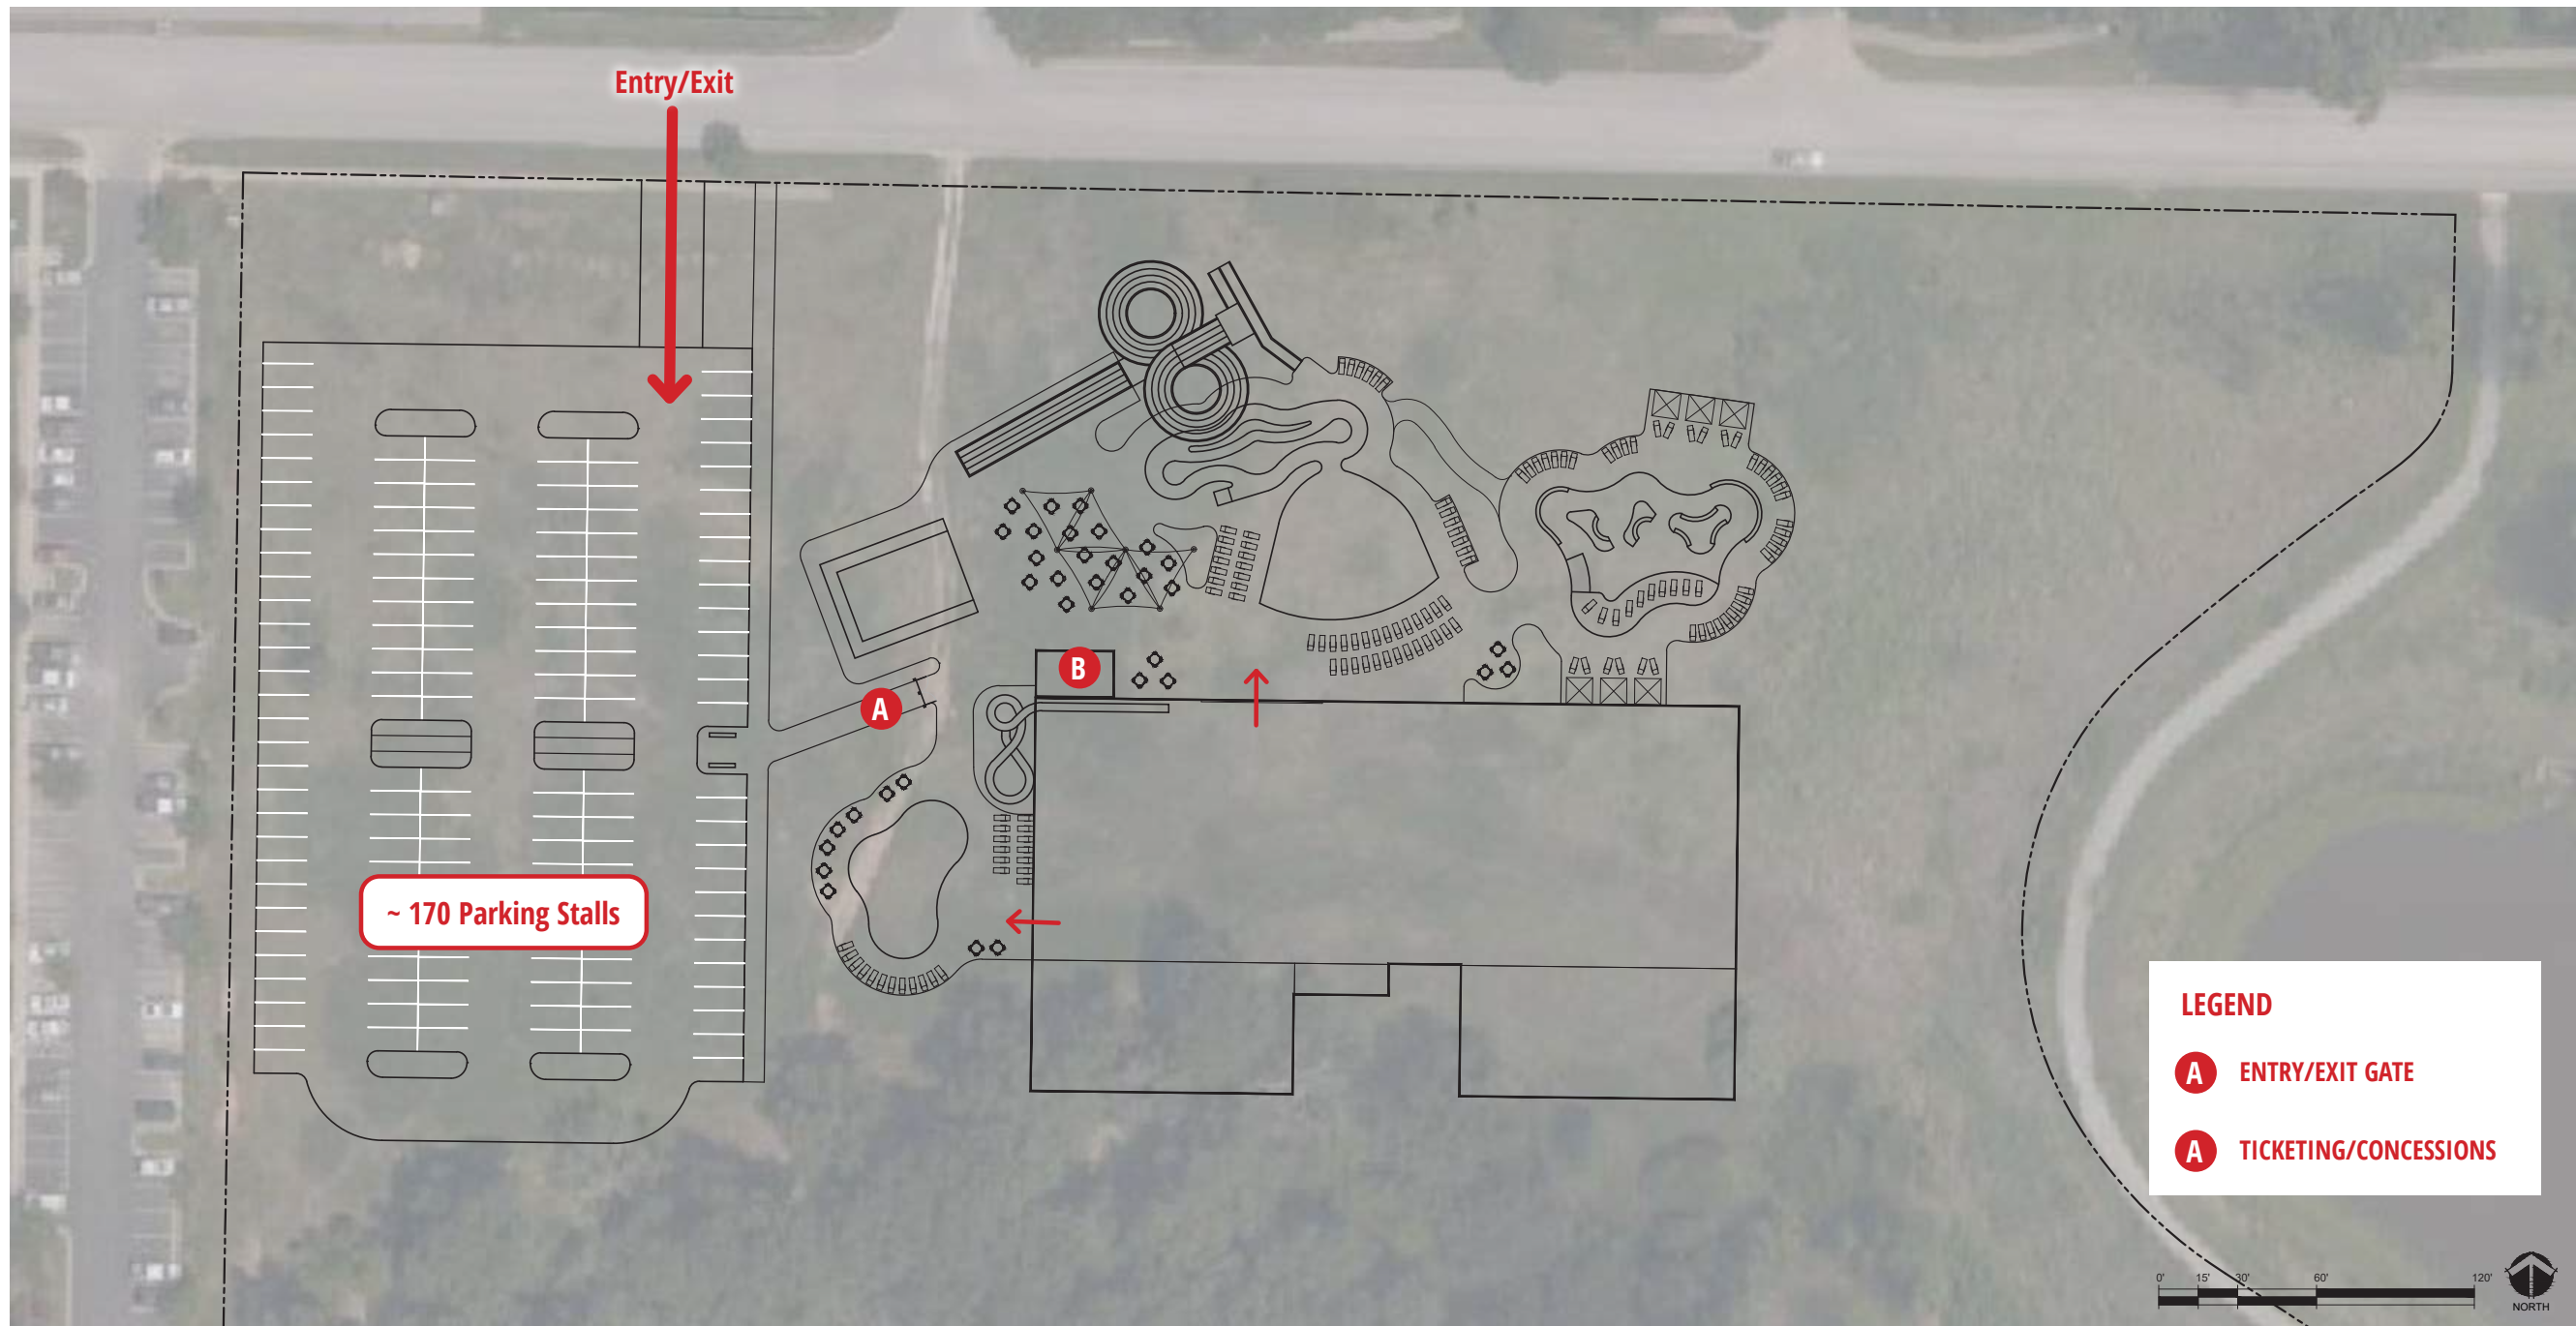 Entry/Exit
A
B
~ 170 Parking Stalls
LEGEND
A ENTRY/EXIT GATE
A TICKETING/CONCESSIONS
0' 15' 30' 60' 120'
NORTH